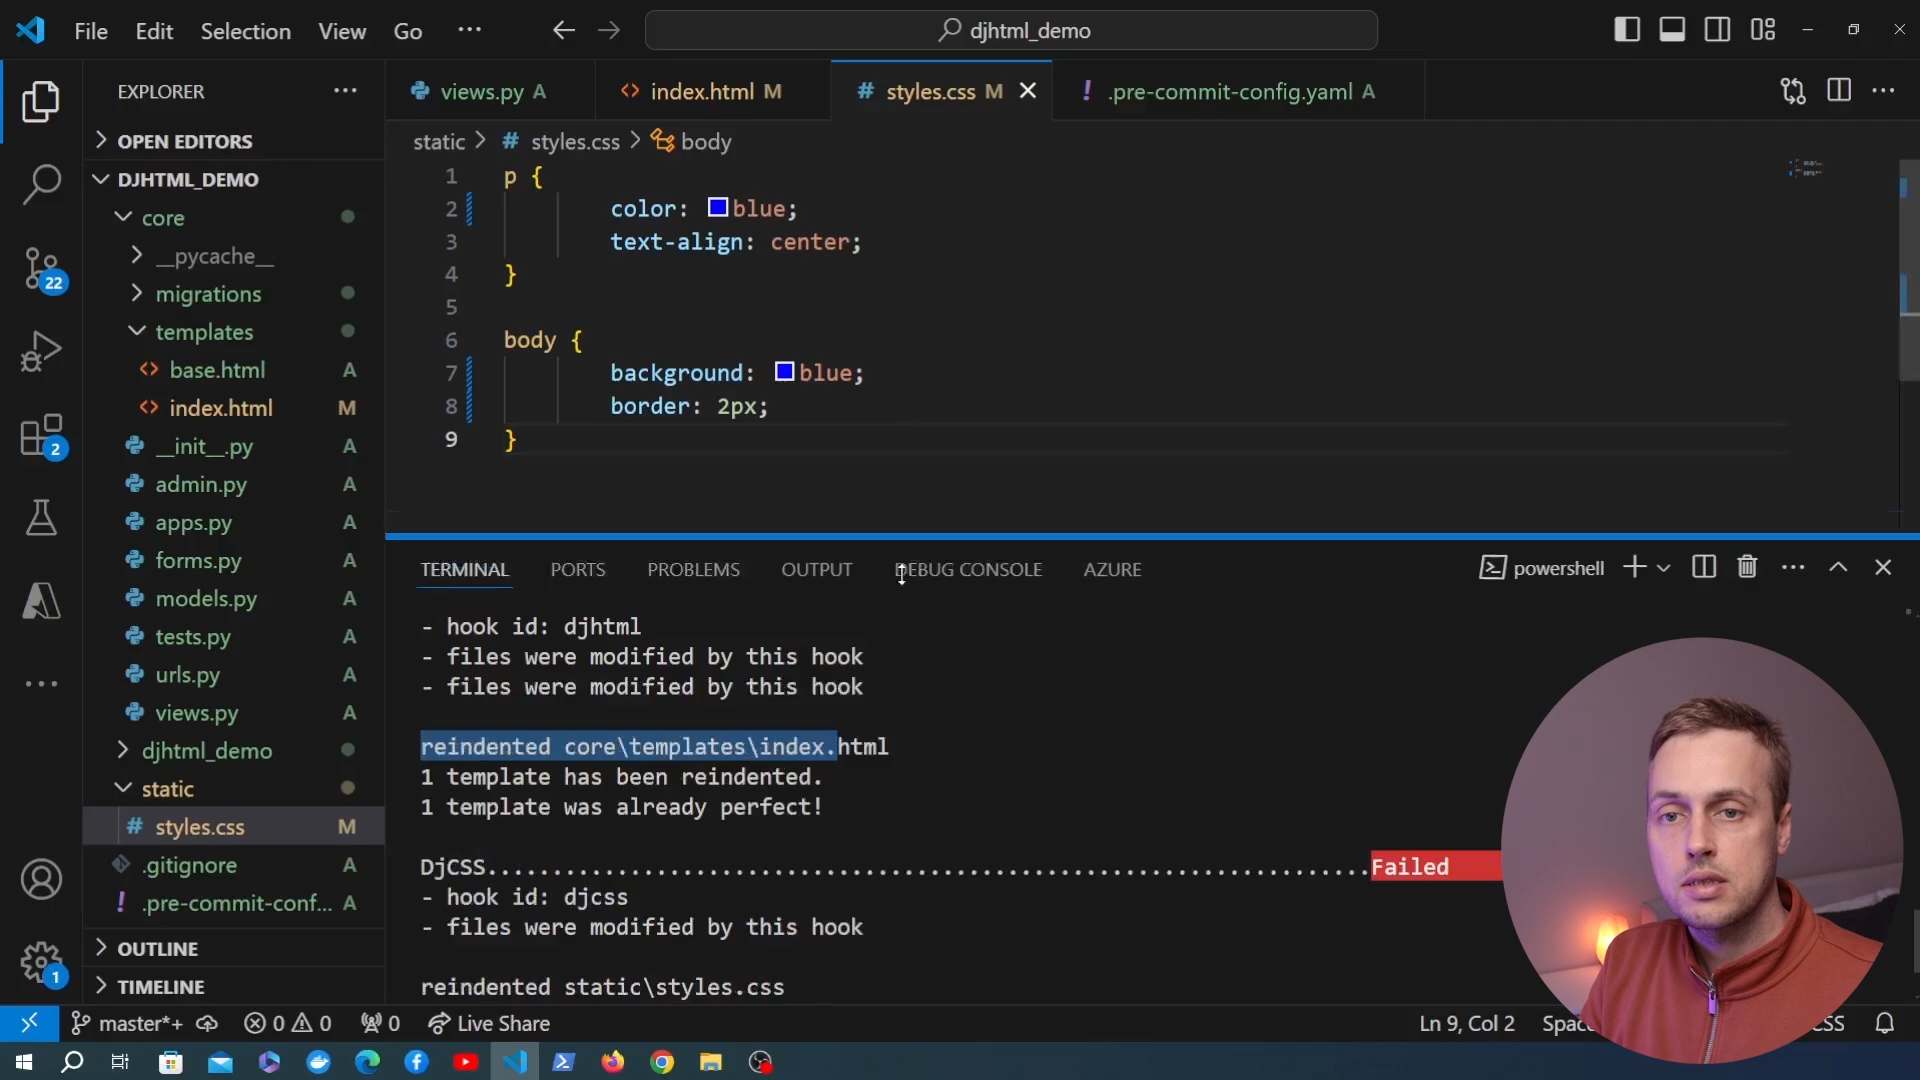 File Edit Selection View Go ··· djhtml_demo
EXPLORER ···
OPEN EDITORS
DJHTML_DEMO
core
__pycache__
migrations
templates
base.html A
index.html M
__init__.py A
admin.py A
apps.py A
forms.py A
models.py A
tests.py A
urls.py A
views.py A
djhtml_demo
static
# styles.css M
.gitignore A
! .pre-commit-conf... A
OUTLINE
TIMELINE
22
2
1
views.py A <> index.html M # styles.css M ! .pre-commit-config.yaml A
static > # styles.css > body
1 p {
2 color: blue;
3 text-align: center;
4 }
5
6 body {
7 background: blue;
8 border: 2px;
9 }
TERMINAL PORTS PROBLEMS OUTPUT DEBUG CONSOLE AZURE powershell
- hook id: djhtml
- files were modified by this hook
- files were modified by this hook
reindented core\templates\index.html
1 template has been reindented.
1 template was already perfect!
DjCSS..................................................................Failed
- hook id: djcss
- files were modified by this hook
reindented static\styles.css
master*+ 0 0 0 Live Share Ln 9, Col 2